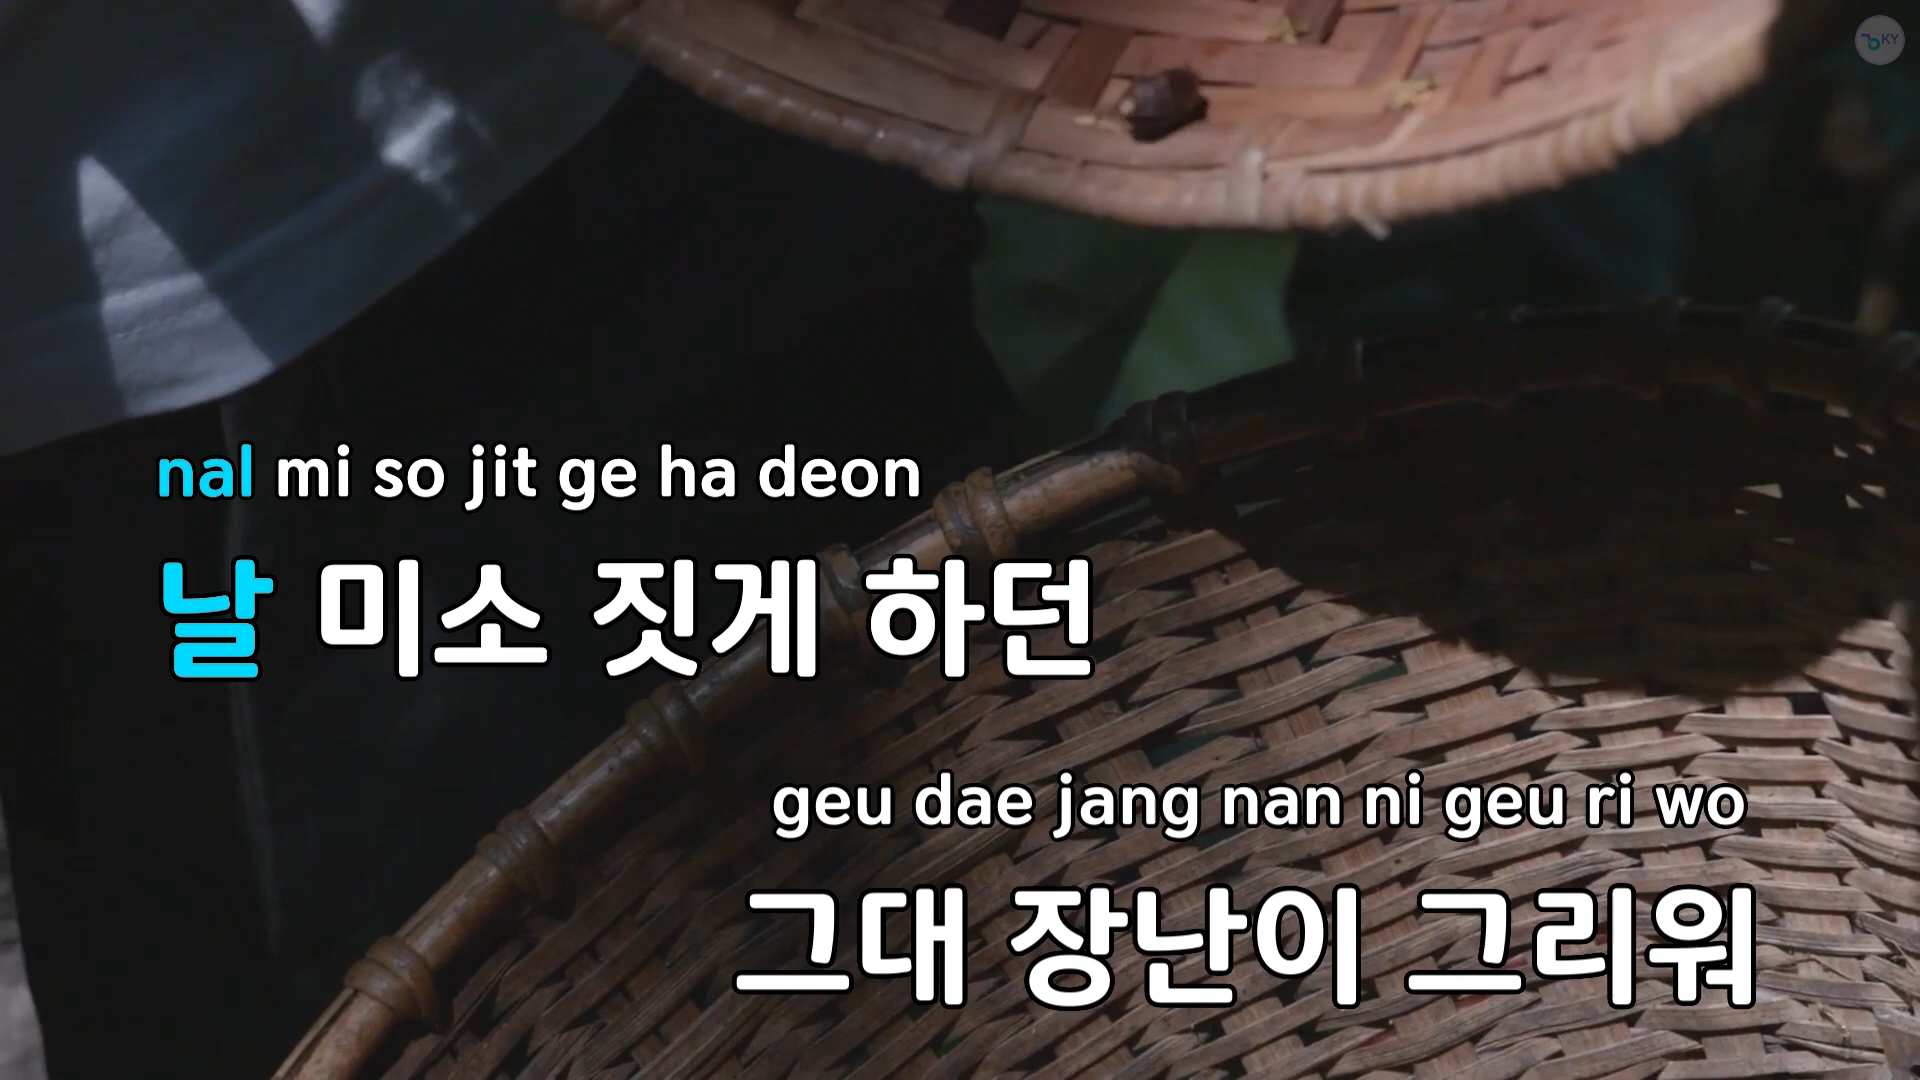 KY
nal mi so jit ge ha deon
날 미소 짓게 하던
geu dae jang nan ni geu ri wo
그대 장난이 그리워